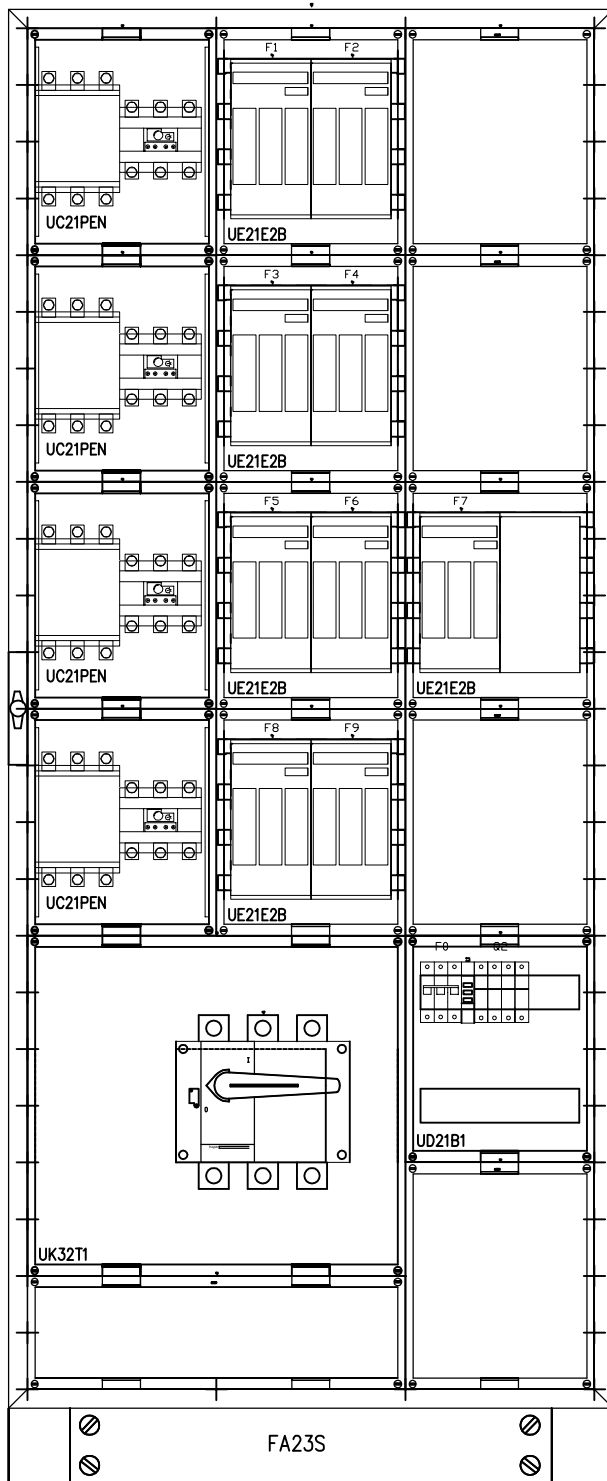 F1 F2
UC21PEN UE21E2B
F3 F4
UC21PEN UE21E2B
F5 F6 F7
UC21PEN UE21E2B UE21E2B
F8 F9
UC21PEN UE21E2B
F0 Q2
I
0
UD21B1
UK32T1
FA23S